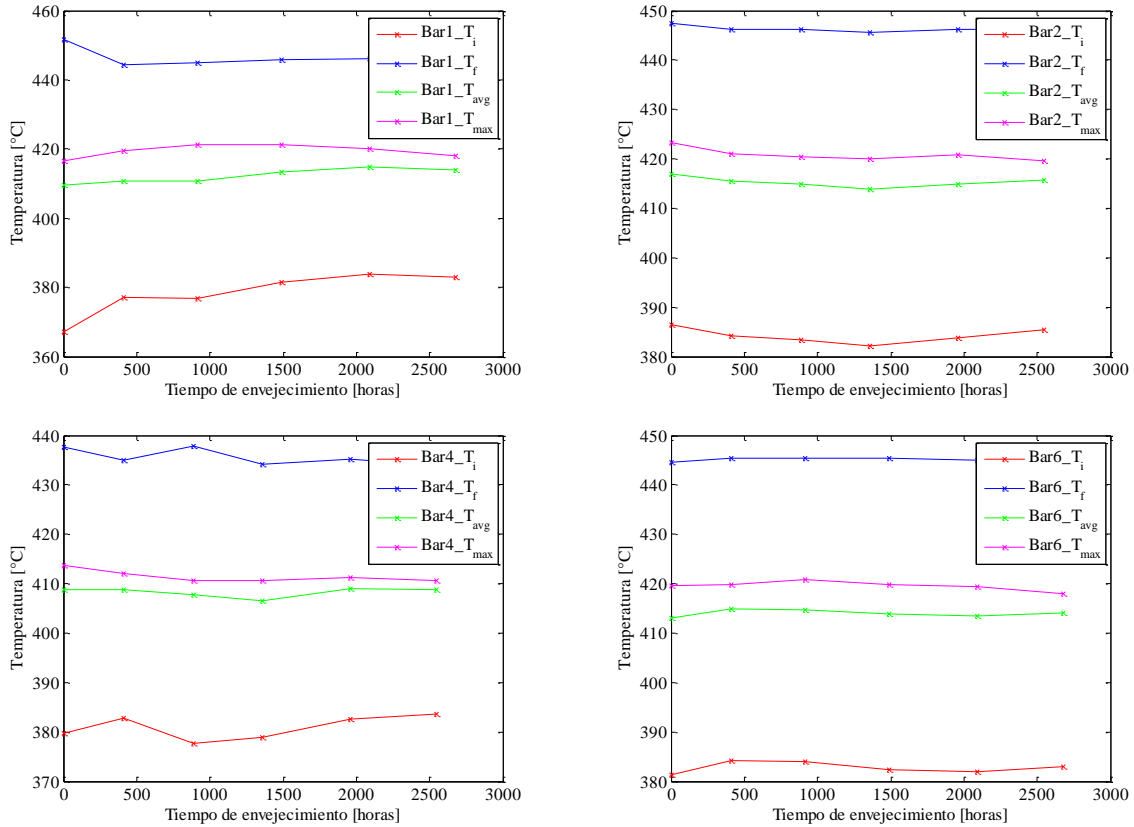 460
440
420
400
380
360
Temperatura [°C]
0 500 1000 1500 2000 2500 3000
Tiempo de envejecimiento [horas]
Bar1_T_i
Bar1_T_f
Bar1_T_avg
Bar1_T_max
450
440
430
420
410
400
390
380
Temperatura [°C]
0 500 1000 1500 2000 2500 3000
Tiempo de envejecimiento [horas]
Bar2_T_i
Bar2_T_f
Bar2_T_avg
Bar2_T_max
440
430
420
410
400
390
380
370
Temperatura [°C]
0 500 1000 1500 2000 2500 3000
Tiempo de envejecimiento [horas]
Bar4_T_i
Bar4_T_f
Bar4_T_avg
Bar4_T_max
450
440
430
420
410
400
390
380
Temperatura [°C]
0 500 1000 1500 2000 2500 3000
Tiempo de envejecimiento [horas]
Bar6_T_i
Bar6_T_f
Bar6_T_avg
Bar6_T_max